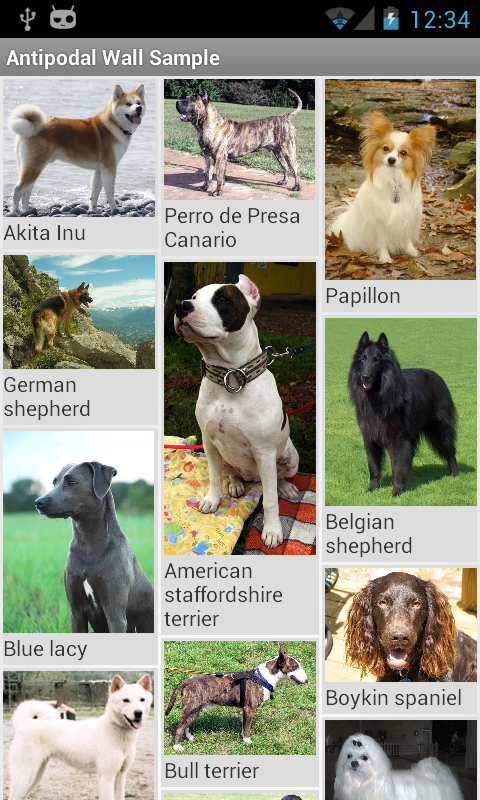 12:34
Antipodal Wall Sample
Akita Inu
Perro de Presa
Canario
Papillon
German
shepherd
American
staffordshire
terrier
Belgian
shepherd
Blue lacy
Boykin spaniel
Bull terrier